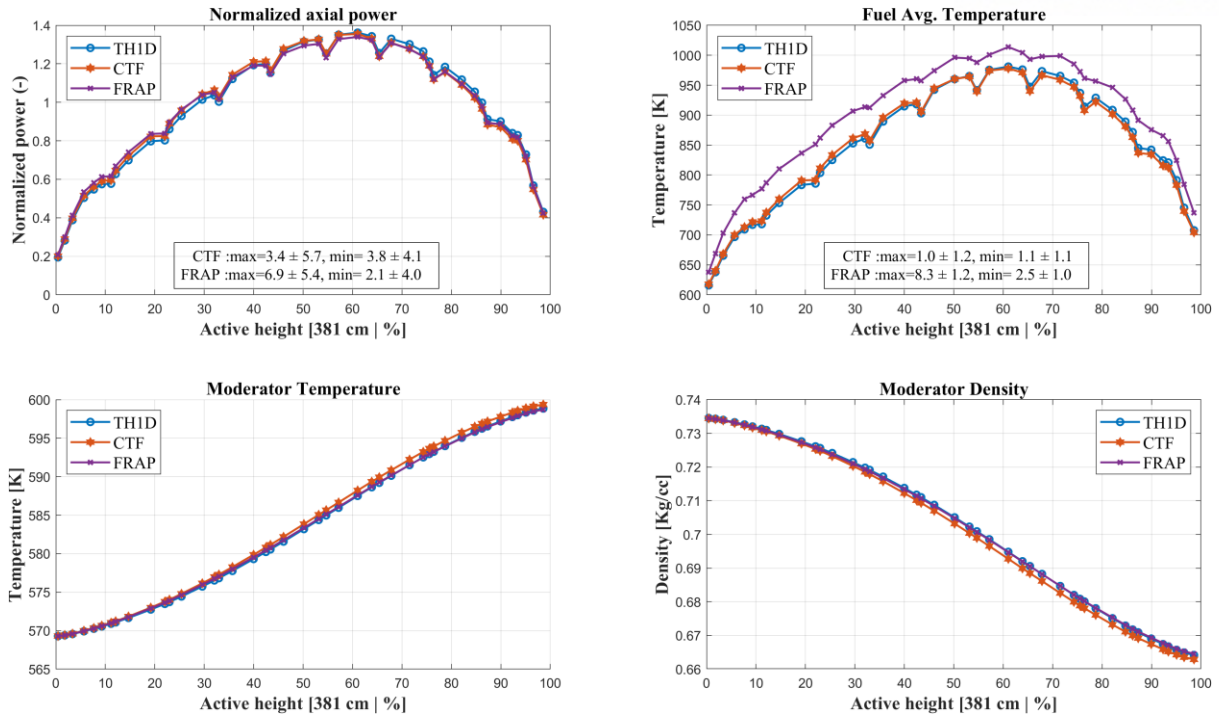 Normalized axial power
1.4
1.2
1
0.8
0.6
0.4
0.2
0
Normalized power (-)
TH1D
CTF
FRAP
CTF :max=3.4 ± 5.7, min= 3.8 ± 4.1
FRAP :max=6.9 ± 5.4, min= 2.1 ± 4.0
0 10 20 30 40 50 60 70 80 90 100
Active height [381 cm | %]
Fuel Avg. Temperature
1050
1000
950
900
850
800
750
700
650
600
Temperature [K]
TH1D
CTF
FRAP
CTF :max=1.0 ± 1.2, min= 1.1 ± 1.1
FRAP :max=8.3 ± 1.2, min= 2.5 ± 1.0
0 10 20 30 40 50 60 70 80 90 100
Active height [381 cm | %]
Moderator Temperature
600
595
590
585
580
575
570
565
Temperature [K]
TH1D
CTF
FRAP
0 10 20 30 40 50 60 70 80 90 100
Active height [381 cm | %]
Moderator Density
0.74
0.73
0.72
0.71
0.7
0.69
0.68
0.67
0.66
Density [Kg/cc]
TH1D
CTF
FRAP
0 10 20 30 40 50 60 70 80 90 100
Active height [381 cm | %]